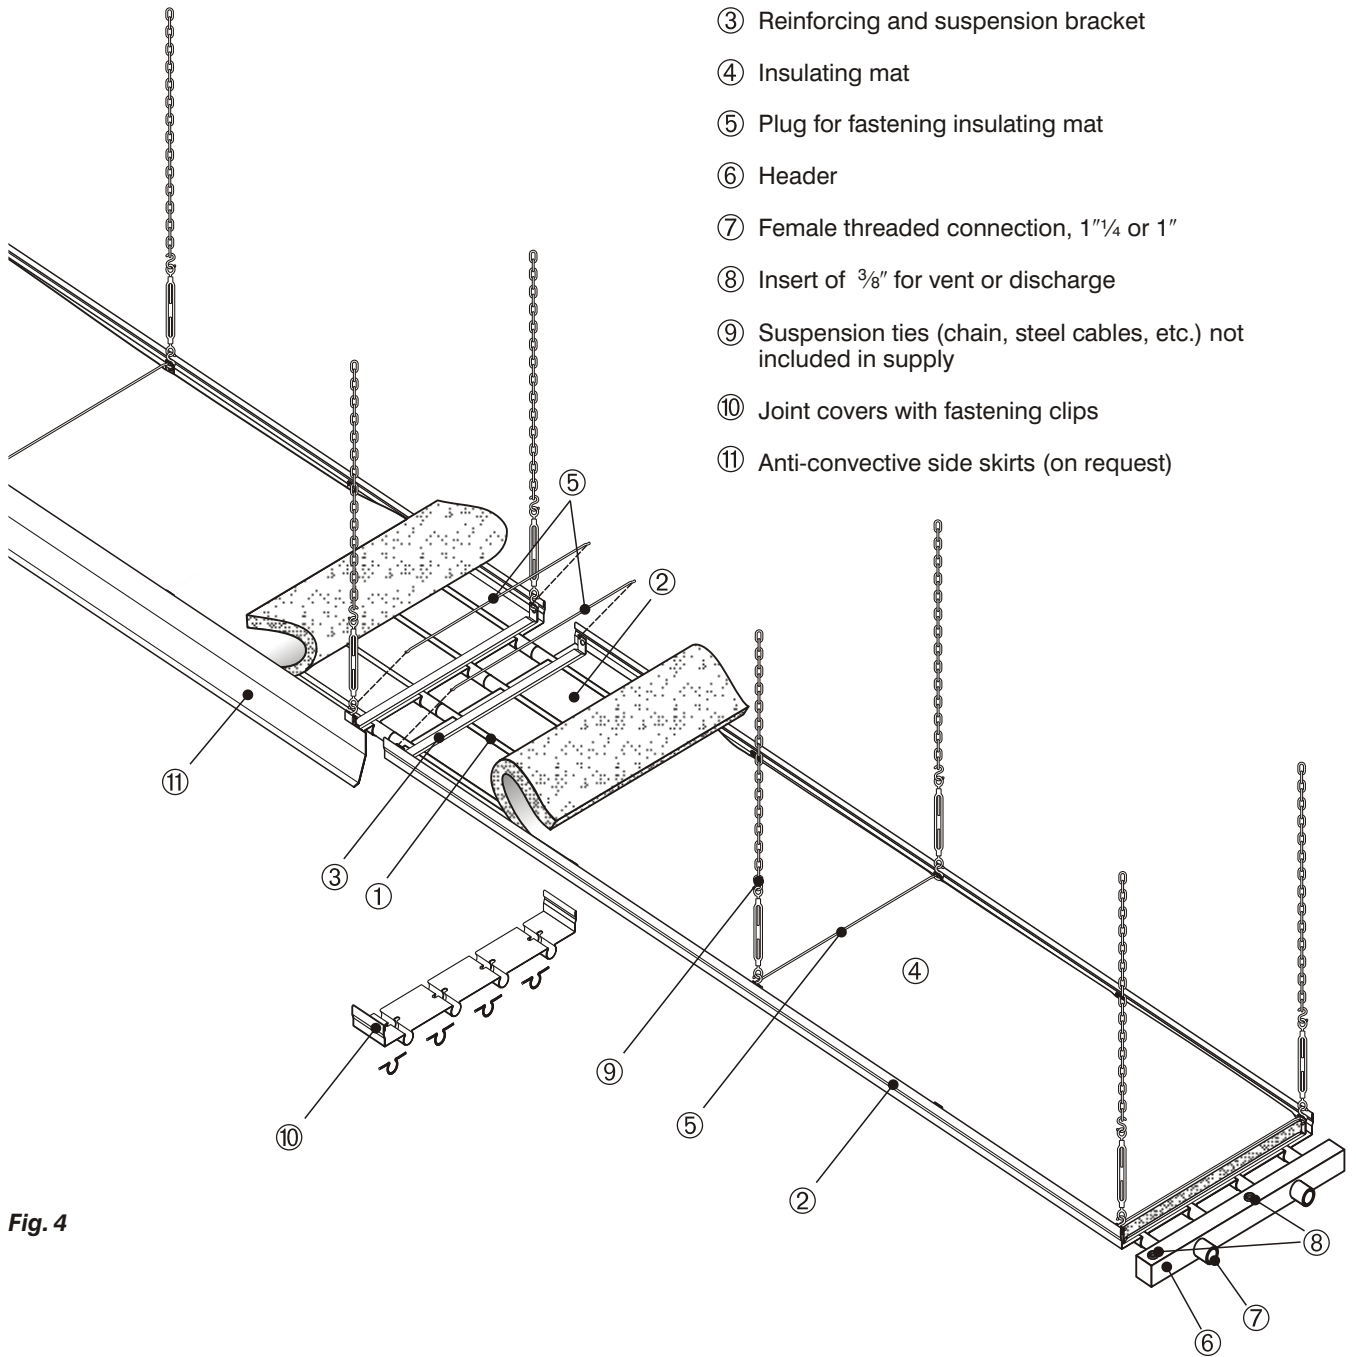 ③ Reinforcing and suspension bracket
④ Insulating mat
⑤ Plug for fastening insulating mat
⑥ Header
⑦ Female threaded connection, 1″¼ or 1″
⑧ Insert of ⅜″ for vent or discharge
⑨ Suspension ties (chain, steel cables, etc.) not
included in supply
⑩ Joint covers with fastening clips
⑪ Anti-convective side skirts (on request)
⑤
②
⑪
③
①
④
⑨
⑤
⑩
②
Fig. 4
⑧
⑦
⑥